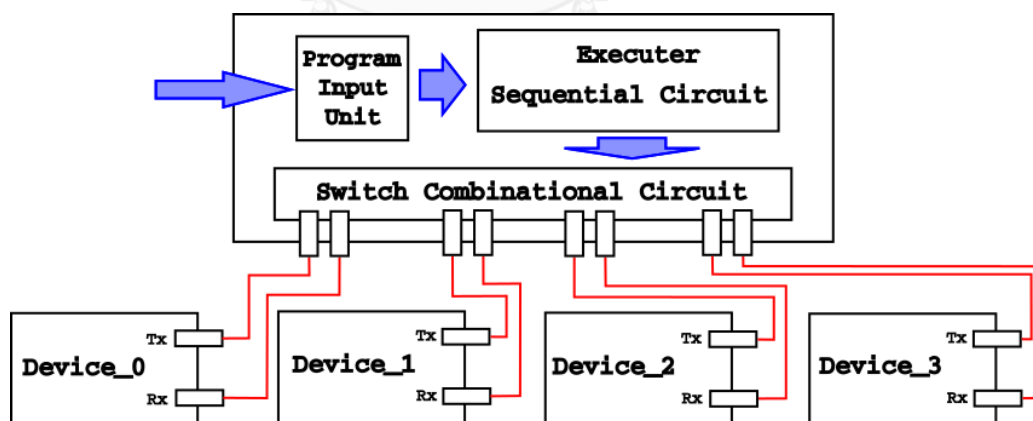 Program
Input
Unit
Executer
Sequential Circuit
Switch Combinational Circuit
Tx
Device_0
Rx
Tx
Device_1
Rx
Tx
Device_2
Rx
Tx
Device_3
Rx